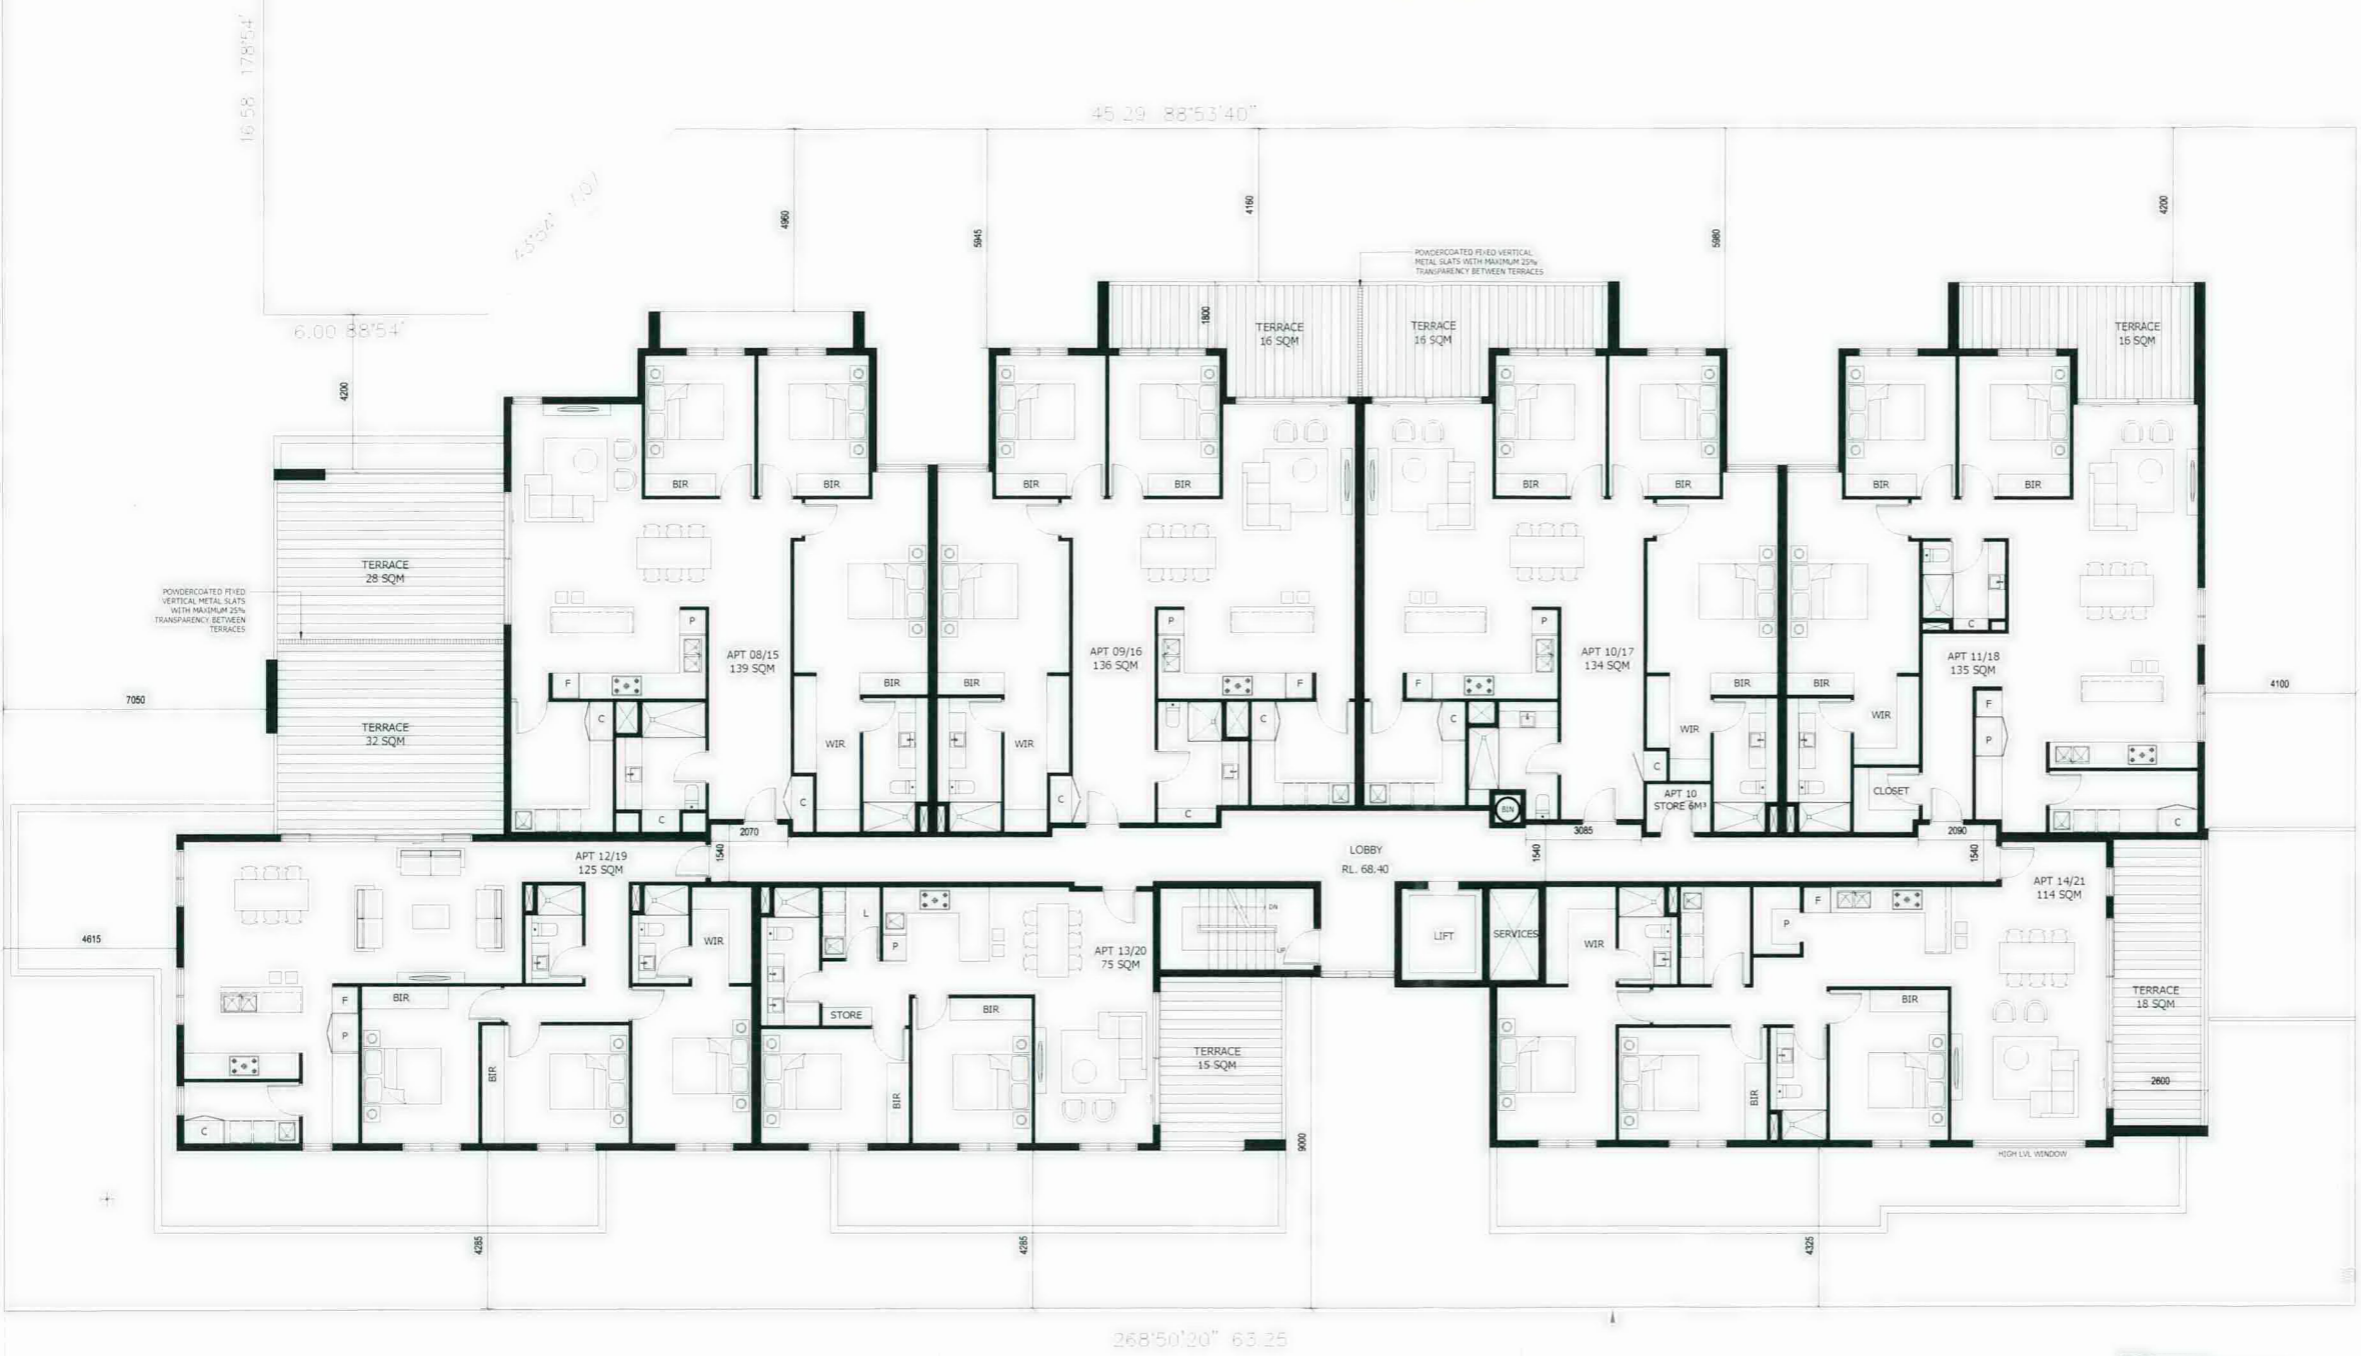 16.58 178°54'
45.29 88°53'40"
6.00 88°54'
4200
4960
5945
4160
5980
4200
POWDERCOATED FIXED VERTICAL
METAL SLATS WITH MAXIMUM 25%
TRANSPARENCY BETWEEN TERRACES
1800
TERRACE
16 SQM
TERRACE
16 SQM
TERRACE
16 SQM
BIR
BIR
BIR
BIR
BIR
BIR
BIR
BIR
TERRACE
28 SQM
POWDERCOATED FIXED
VERTICAL METAL SLATS
WITH MAXIMUM 25%
TRANSPARENCY BETWEEN
TERRACES
P
P
P
C
APT 08/15
139 SQM
APT 09/16
136 SQM
APT 10/17
134 SQM
APT 11/18
135 SQM
F
BIR
BIR
F
F
BIR
BIR
F
7050
4100
TERRACE
32 SQM
C
C
C
WIR
WIR
WIR
WIR
P
C
C
C
CLOSET
APT 10
STORE 6M³
BIN
C
C
C
2070
3085
2090
1540
1540
1540
LOBBY
RL. 68.40
APT 12/19
125 SQM
APT 14/21
114 SQM
TERRACE
18 SQM
2600
4615
WIR
L
P
APT 13/20
75 SQM
DN
UP
LIFT
SERVICES
WIR
P
F
F
P
BIR
STORE
BIR
BIR
BIR
BIR
BIR
TERRACE
15 SQM
C
9000
HIGH LVL WINDOW
4285
4285
4325
268°50'20" 63.25